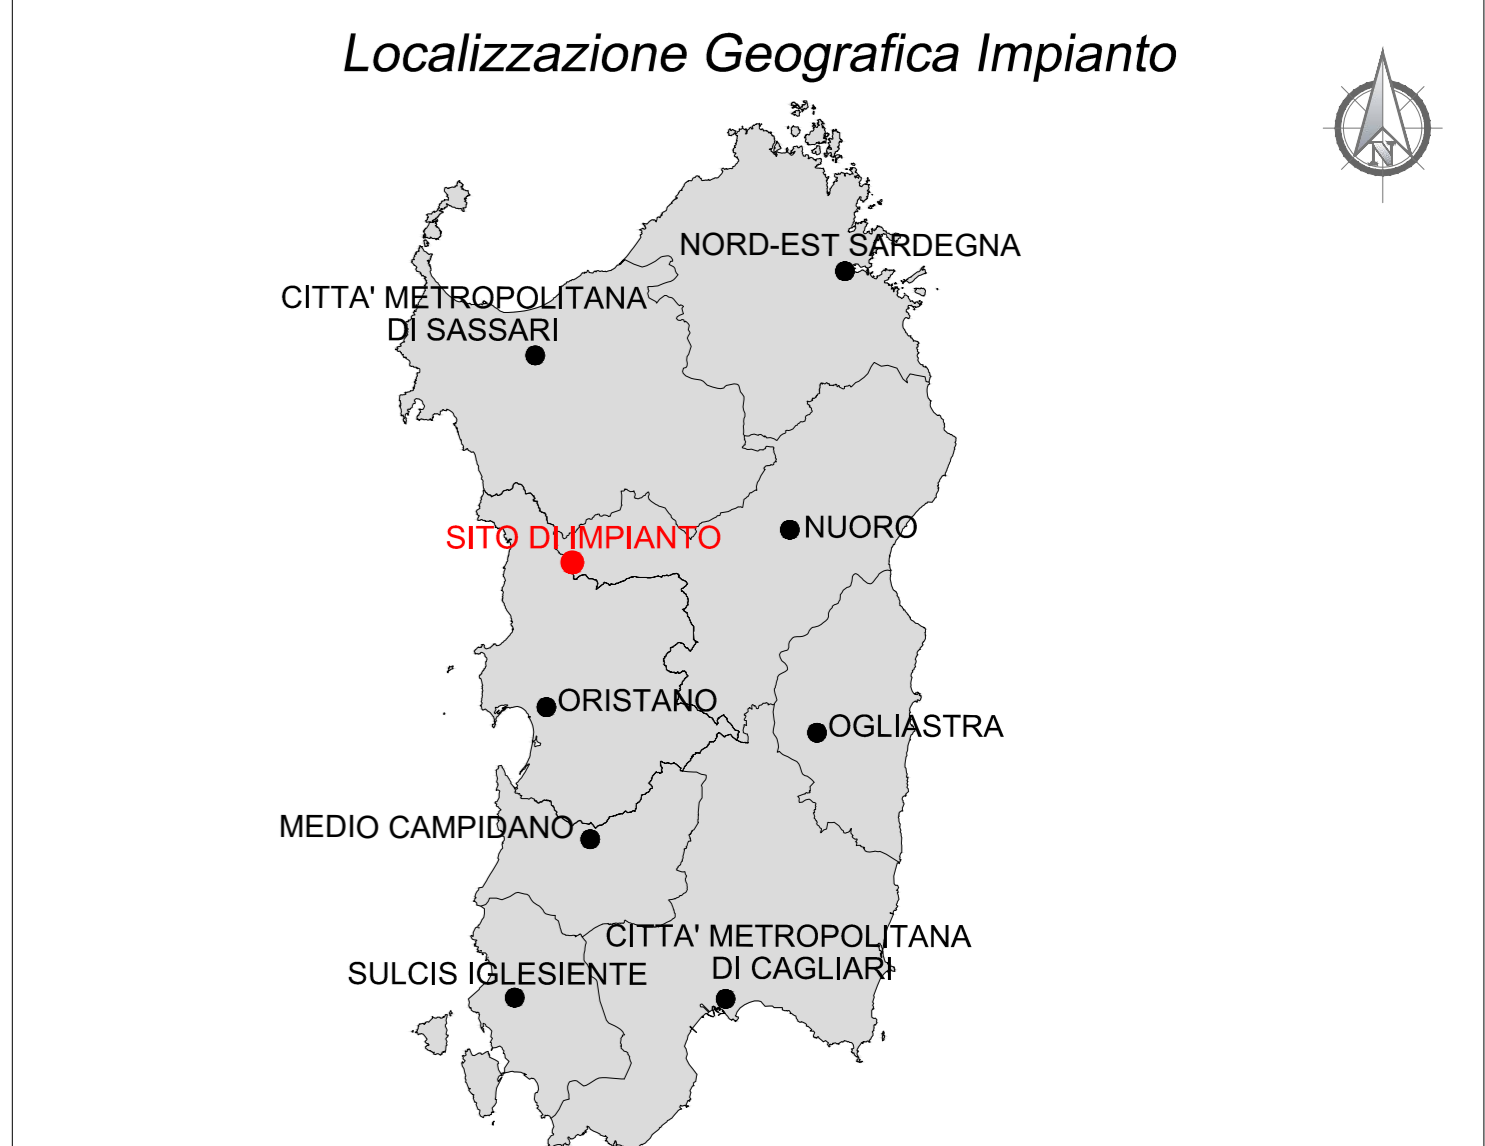 Localizzazione Geografica Impianto
N
NORD-EST SARDEGNA
CITTA' METROPOLITANA
DI SASSARI
NUORO
SITO DI IMPIANTO
ORISTANO
OGLIASTRA
MEDIO CAMPIDANO
CITTA' METROPOLITANA
DI CAGLIARI
SULCIS IGLESIENTE